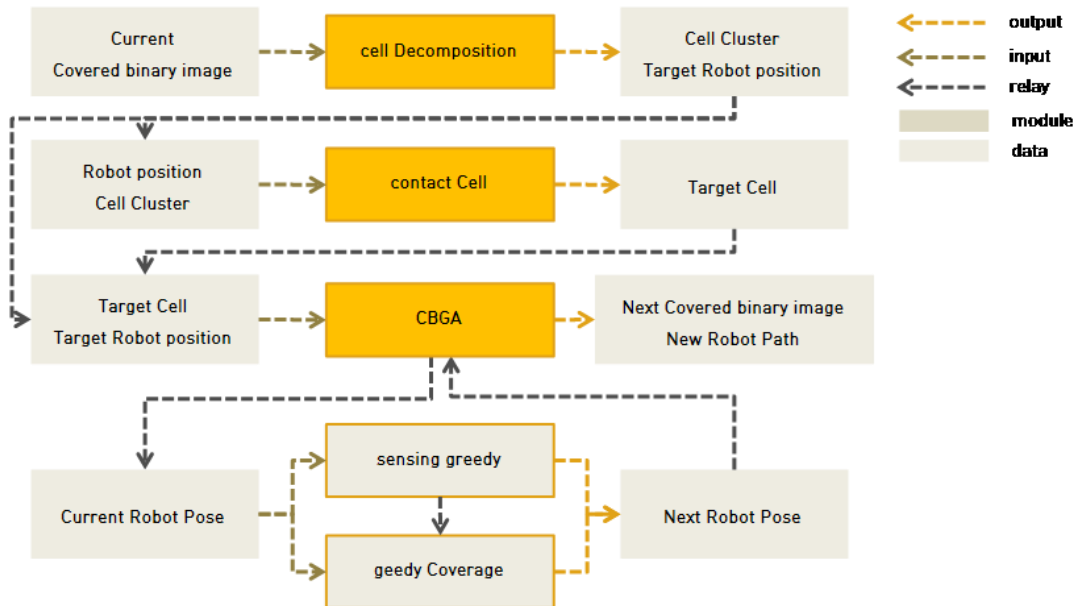 Current
Covered binary image
cell Decomposition
Cell Cluster
Target Robot position
output
input
relay
module
data
Robot position
Cell Cluster
contact Cell
Target Cell
Target Cell
Target Robot position
CBGA
Next Covered binary image
New Robot Path
Current Robot Pose
sensing greedy
geedy Coverage
Next Robot Pose